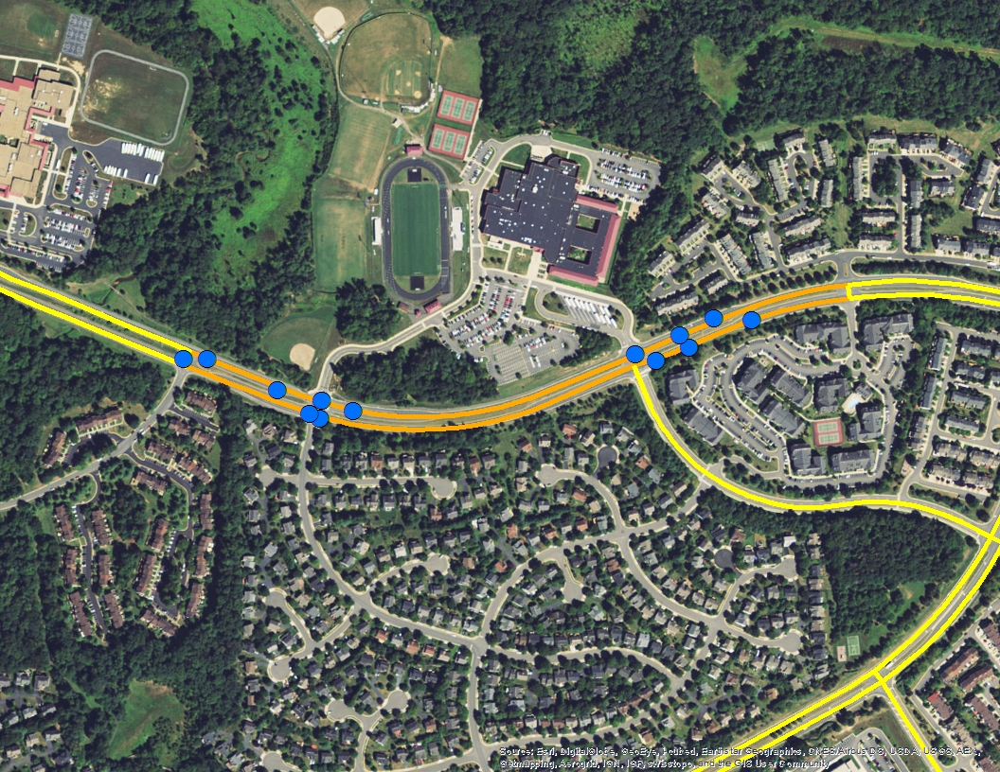 Source: Esri, DigitalGlobe, GeoEye, i-cubed, Earthstar Geographics, CNES/Airbus DS, USDA, USGS, AEX,
Getmapping, Aerogrid, IGN, IGP, swisstopo, and the GIS User Community